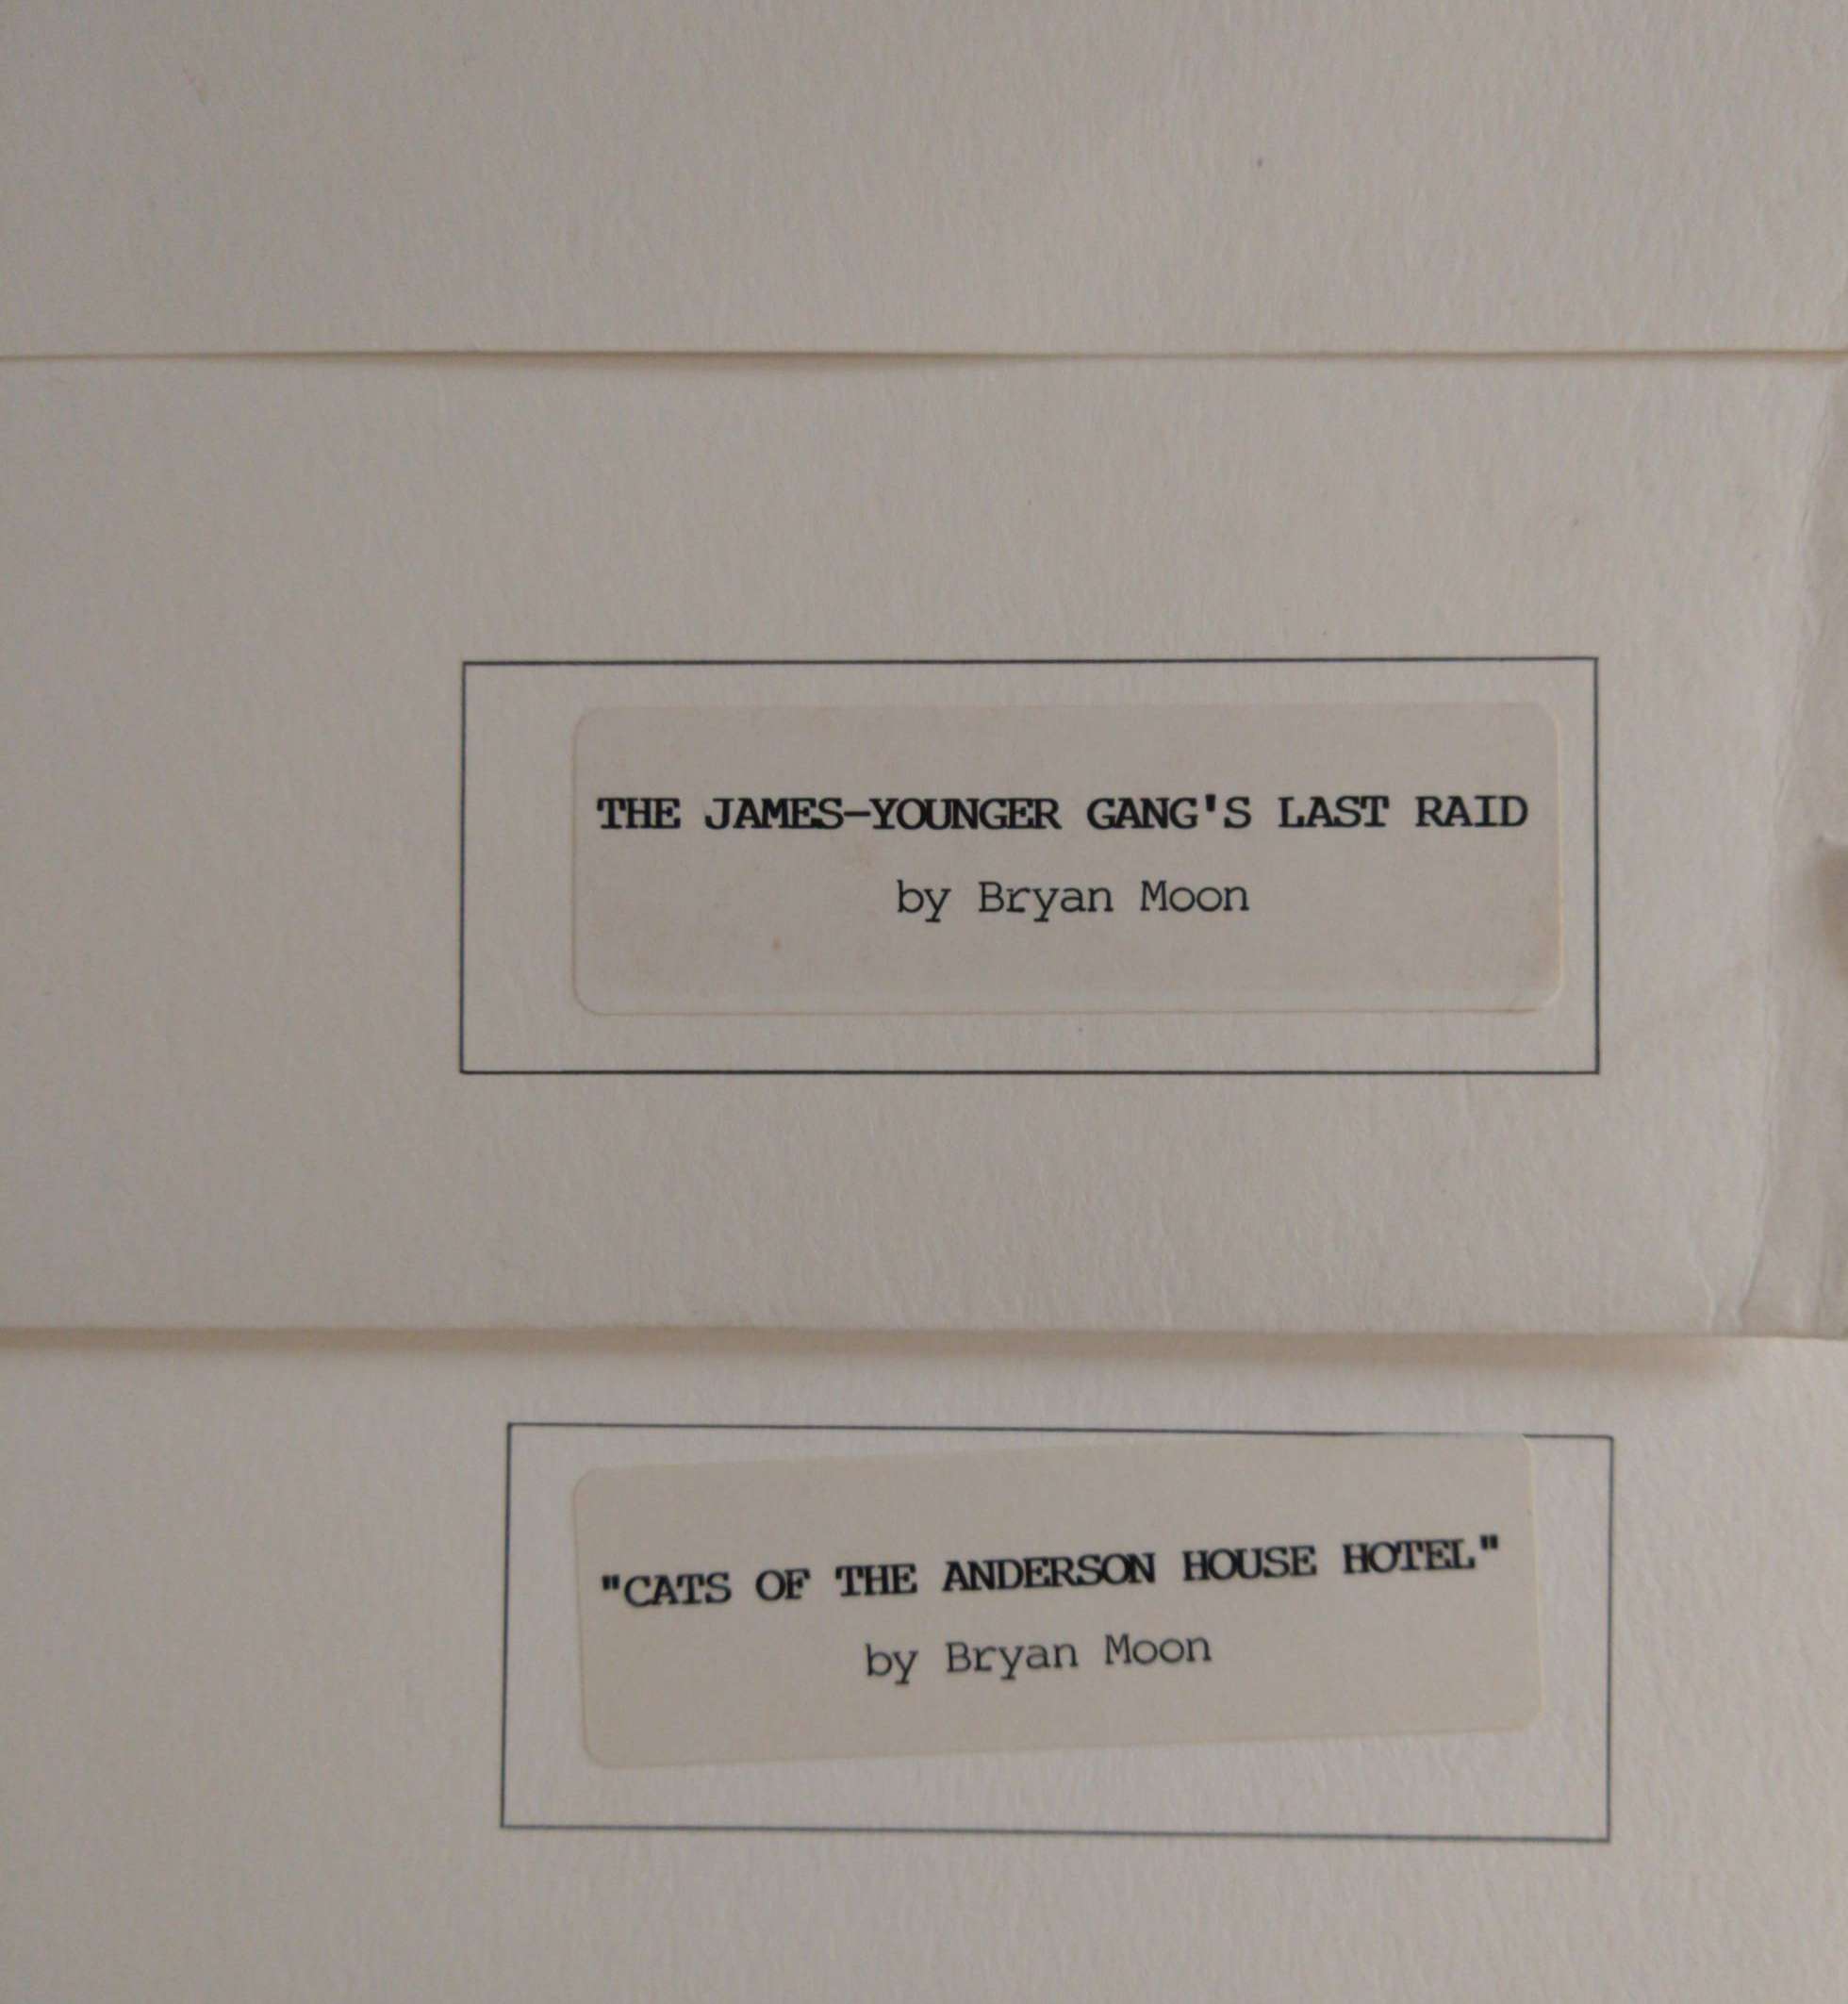 THE JAMES-YOUNGER GANG'S LAST RAID
by Bryan Moon
"CATS OF THE ANDERSON HOUSE HOTEL"
by Bryan Moon